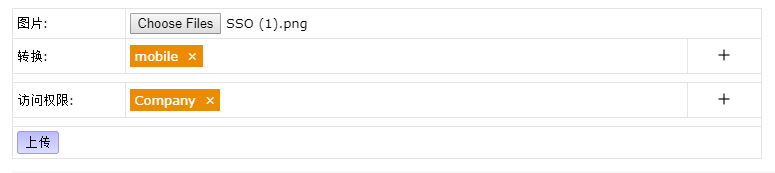 图片: Choose Files SSO (1).png
转换: mobile × +
访问权限: Company × +
上传